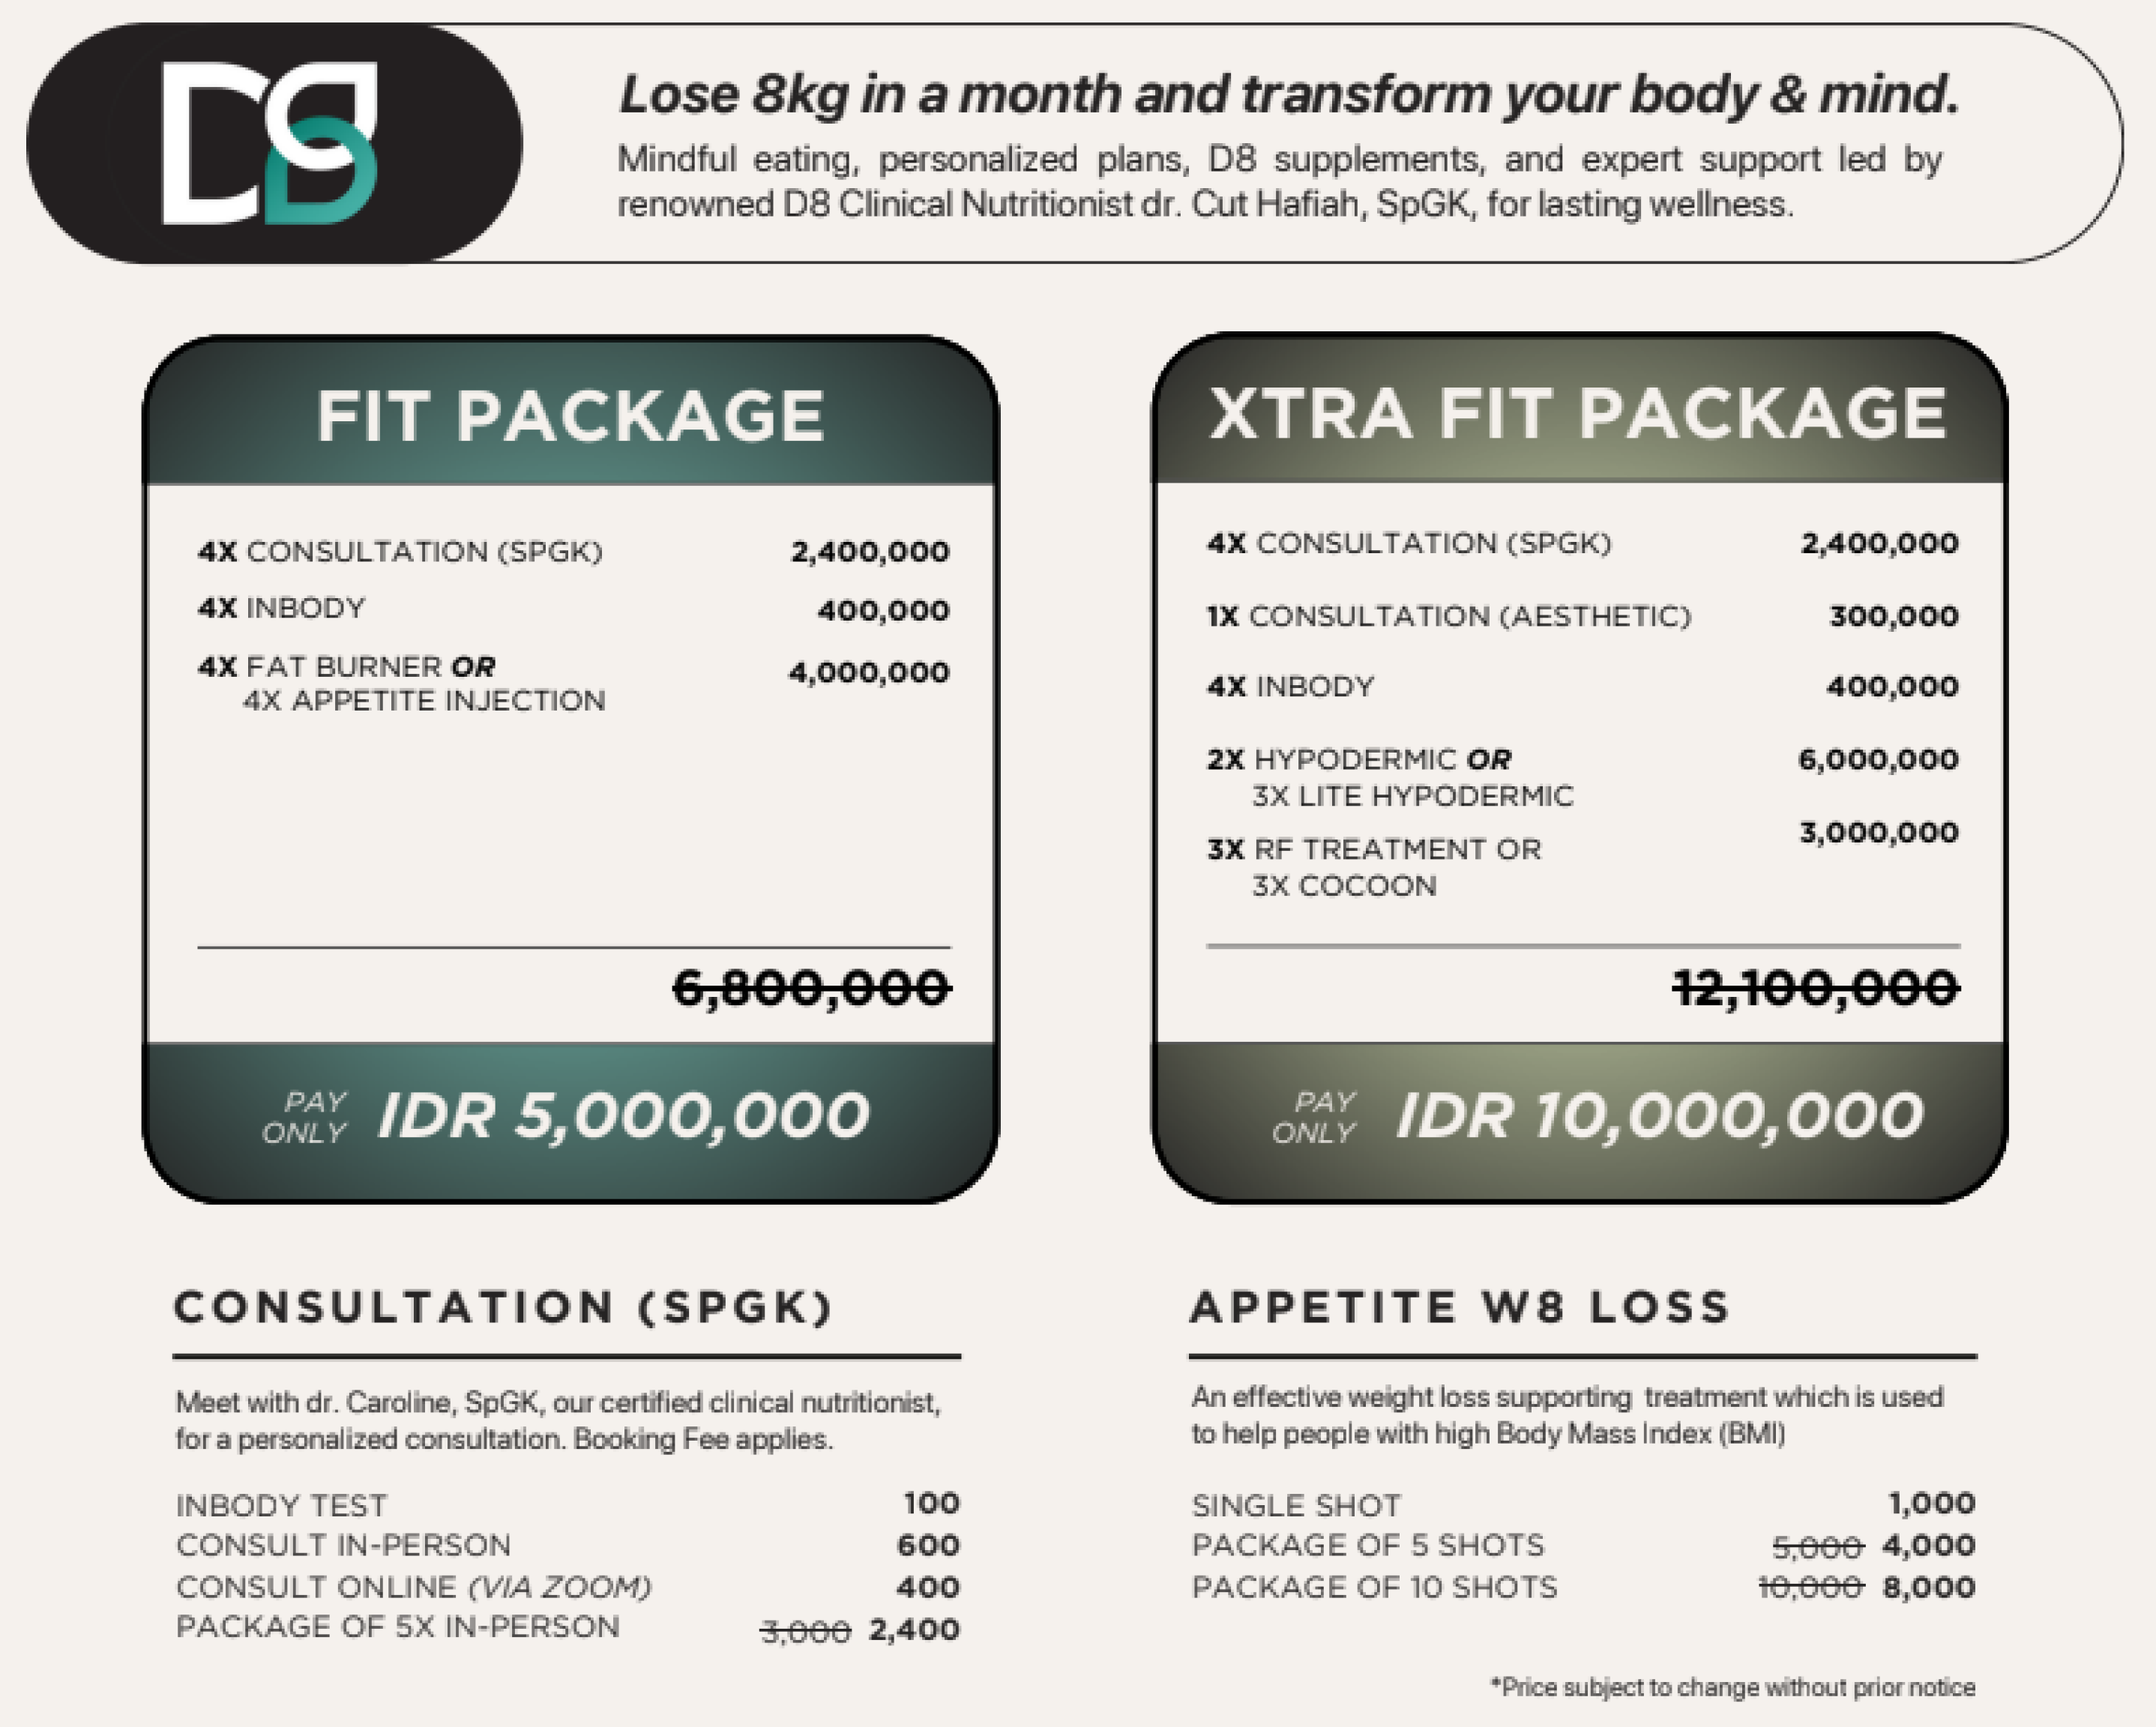 D8
Lose 8kg in a month and transform your body & mind.
Mindful eating, personalized plans, D8 supplements, and expert support led by
renowned D8 Clinical Nutritionist dr. Cut Hafiah, SpGK, for lasting wellness.
FIT PACKAGE
4X CONSULTATION (SPGK) 2,400,000
4X INBODY 400,000
4X FAT BURNER OR 4,000,000
4X APPETITE INJECTION
6,800,000
PAY ONLY IDR 5,000,000
XTRA FIT PACKAGE
4X CONSULTATION (SPGK) 2,400,000
1X CONSULTATION (AESTHETIC) 300,000
4X INBODY 400,000
2X HYPODERMIC OR 6,000,000
3X LITE HYPODERMIC
3X RF TREATMENT OR 3,000,000
3X COCOON
12,100,000
PAY ONLY IDR 10,000,000
CONSULTATION (SPGK)
Meet with dr. Caroline, SpGK, our certified clinical nutritionist,
for a personalized consultation. Booking Fee applies.
INBODY TEST 100
CONSULT IN-PERSON 600
CONSULT ONLINE (VIA ZOOM) 400
PACKAGE OF 5X IN-PERSON 3,000 2,400
APPETITE W8 LOSS
An effective weight loss supporting treatment which is used
to help people with high Body Mass Index (BMI)
SINGLE SHOT 1,000
PACKAGE OF 5 SHOTS 5,000 4,000
PACKAGE OF 10 SHOTS 10,000 8,000
*Price subject to change without prior notice